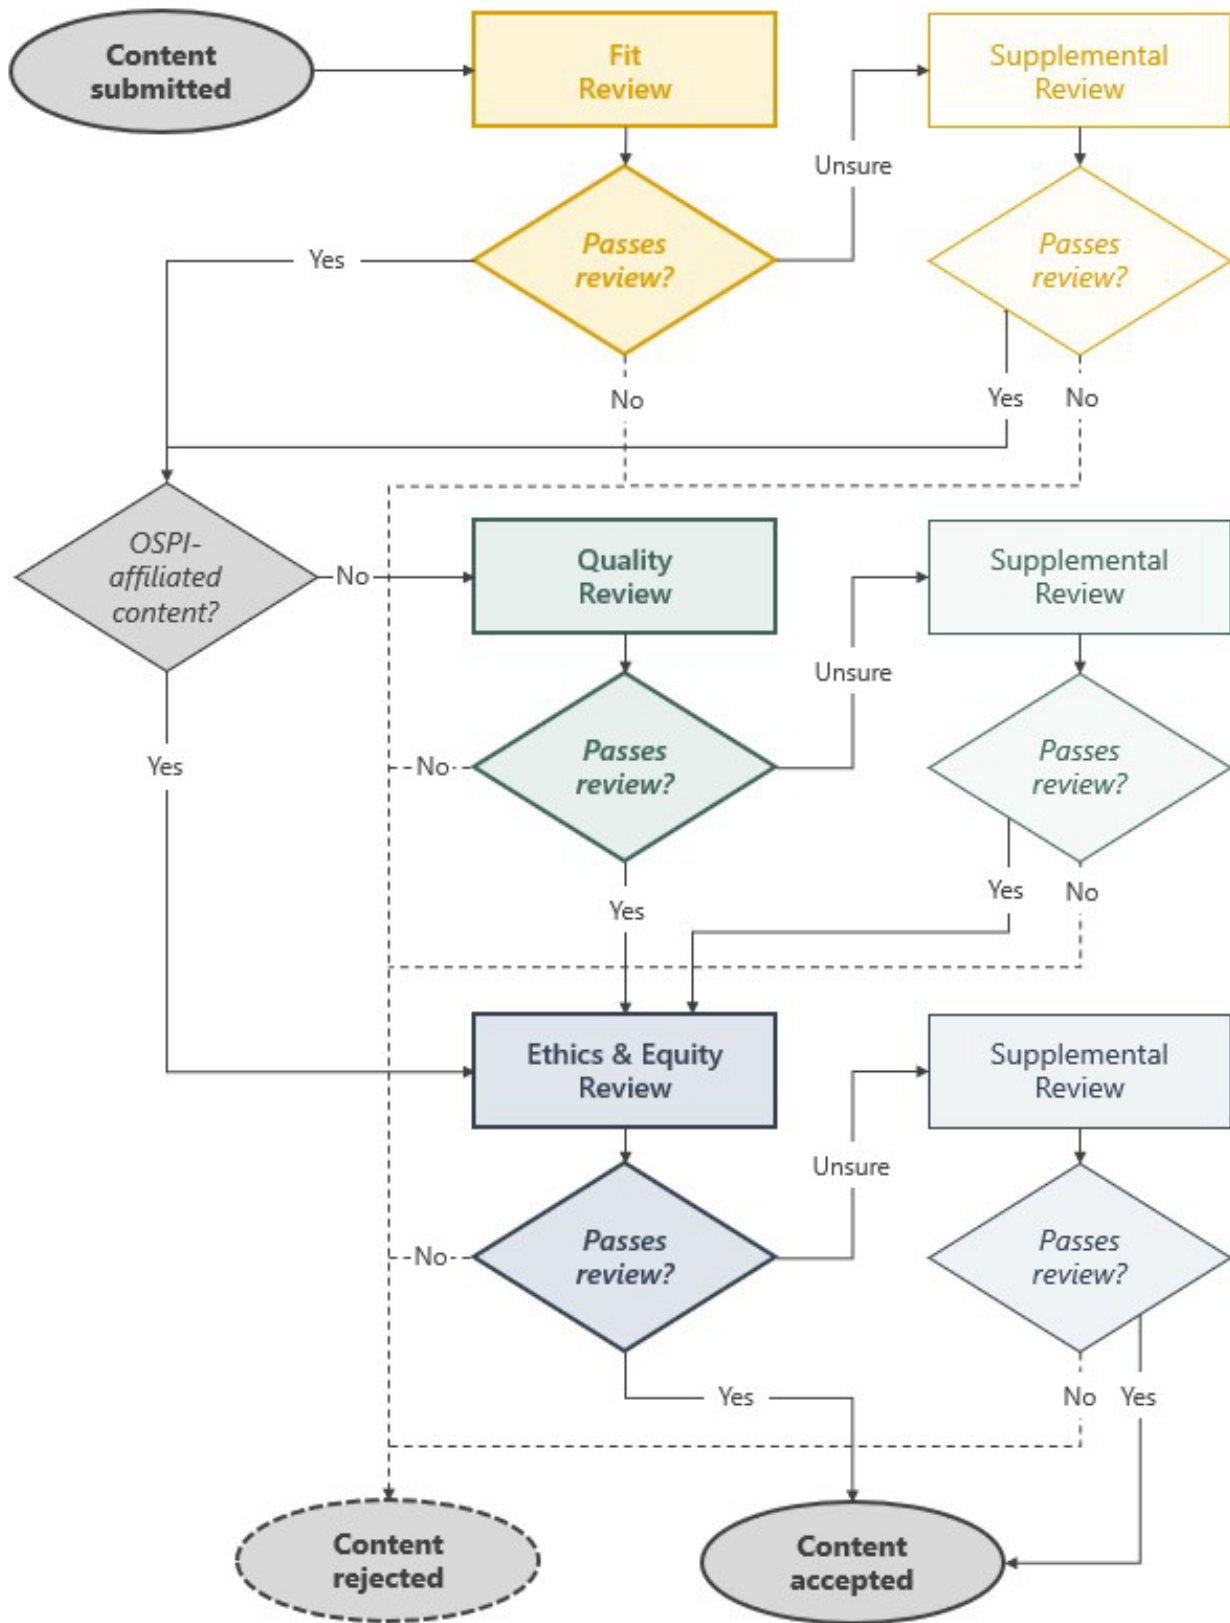 Content
submitted
Fit
Review
Supplemental
Review
Unsure
Yes
Passes
review?
Passes
review?
No
Yes
No
OSPI-
affiliated
content?
No
Quality
Review
Supplemental
Review
Unsure
Yes
No
Passes
review?
Passes
review?
Yes
Yes
No
Ethics & Equity
Review
Supplemental
Review
Unsure
No
Passes
review?
Passes
review?
Yes
No
Yes
Content
rejected
Content
accepted